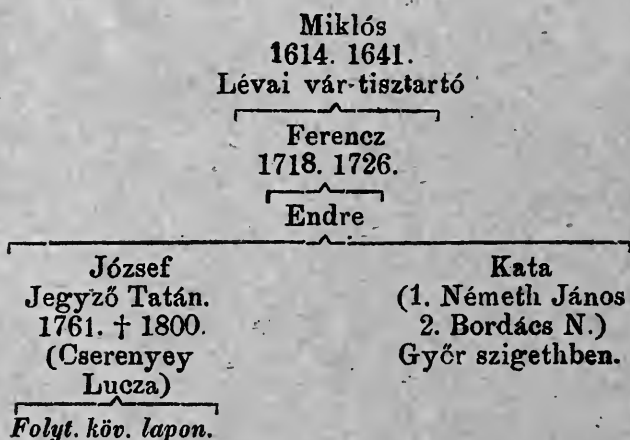 Miklós
1614. 1641.
Lévai vár-tisztartó
Ferencz
1718. 1726.
Endre
József
Jegyző Tatán.
1761. † 1800.
(Cserenyey
Lucza)
Folyt. köv. lapon.
Kata
(1. Németh János
2. Bordács N.)
Győr szigethben.